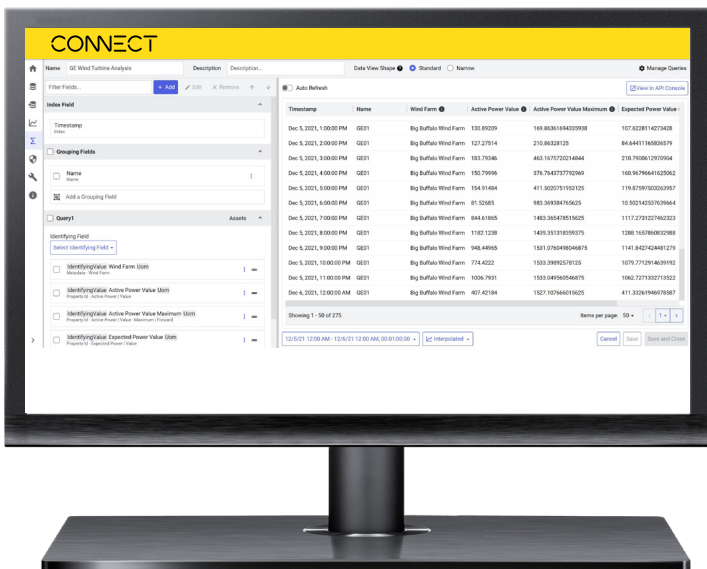 CONNECT
Name GE Wind Turbine Analysis Description Description... Data View Shape Standard Narrow Manage Queries
Filter Fields... + Add Edit × Remove ↑ ↓ Auto Refresh View in API Console
Index Field
Timestamp
Index
Grouping Fields
Name
Name
Add a Grouping Field
Query1 Assets
Identifying Field
Select Identifying Field
IdentifyingValue Wind Farm Uom
Metadata - Wind Farm
IdentifyingValue Active Power Value Uom
Property Id - Active Power | Value
IdentifyingValue Active Power Value Maximum Uom
Property Id - Active Power | Value - Maximum | Forward
IdentifyingValue Expected Power Value Uom
Property Id - Expected Power / Value
Timestamp Name Wind Farm Active Power Value Active Power Value Maximum Expected Power Value
Dec 5, 2021, 1:00:00 PM GE01 Big Buffalo Wind Farm 130.89209 169.86361694335938 107.6228114273428
Dec 5, 2021, 2:00:00 PM GE01 Big Buffalo Wind Farm 127.27514 210.86328125 84.64411165836579
Dec 5, 2021, 3:00:00 PM GE01 Big Buffalo Wind Farm 183.79346 463.1675720214844 210.7900612970934
Dec 5, 2021, 4:00:00 PM GE01 Big Buffalo Wind Farm 150.79996 376.7643737792969 160.96796641625062
Dec 5, 2021, 5:00:00 PM GE01 Big Buffalo Wind Farm 154.91484 411.5020751953125 119.87597503263957
Dec 5, 2021, 6:00:00 PM GE01 Big Buffalo Wind Farm 81.52685 983.369384765625 10.502142537639664
Dec 5, 2021, 7:00:00 PM GE01 Big Buffalo Wind Farm 844.61865 1483.365478515625 1117.2731227462323
Dec 5, 2021, 8:00:00 PM GE01 Big Buffalo Wind Farm 1182.1238 1439.351318359375 1288.1657860832988
Dec 5, 2021, 9:00:00 PM GE01 Big Buffalo Wind Farm 948.44965 1531.0760498046875 1141.8427424481279
Dec 5, 2021, 10:00:00 PM GE01 Big Buffalo Wind Farm 774.4222 1533.39892578125 1079.7712914639192
Dec 5, 2021, 11:00:00 PM GE01 Big Buffalo Wind Farm 1006.7931 1533.049560546875 1062.7271332713522
Dec 6, 2021, 12:00:00 AM GE01 Big Buffalo Wind Farm 407.42184 1527.107666015625 411.33261946978587
Showing 1 - 50 of 275 Items per page: 50 ‹ 1 ›
12/5/21 12:00 AM - 12/6/21 12:00 AM, 00:01:00:00 Interpolated Cancel Save Save and Close